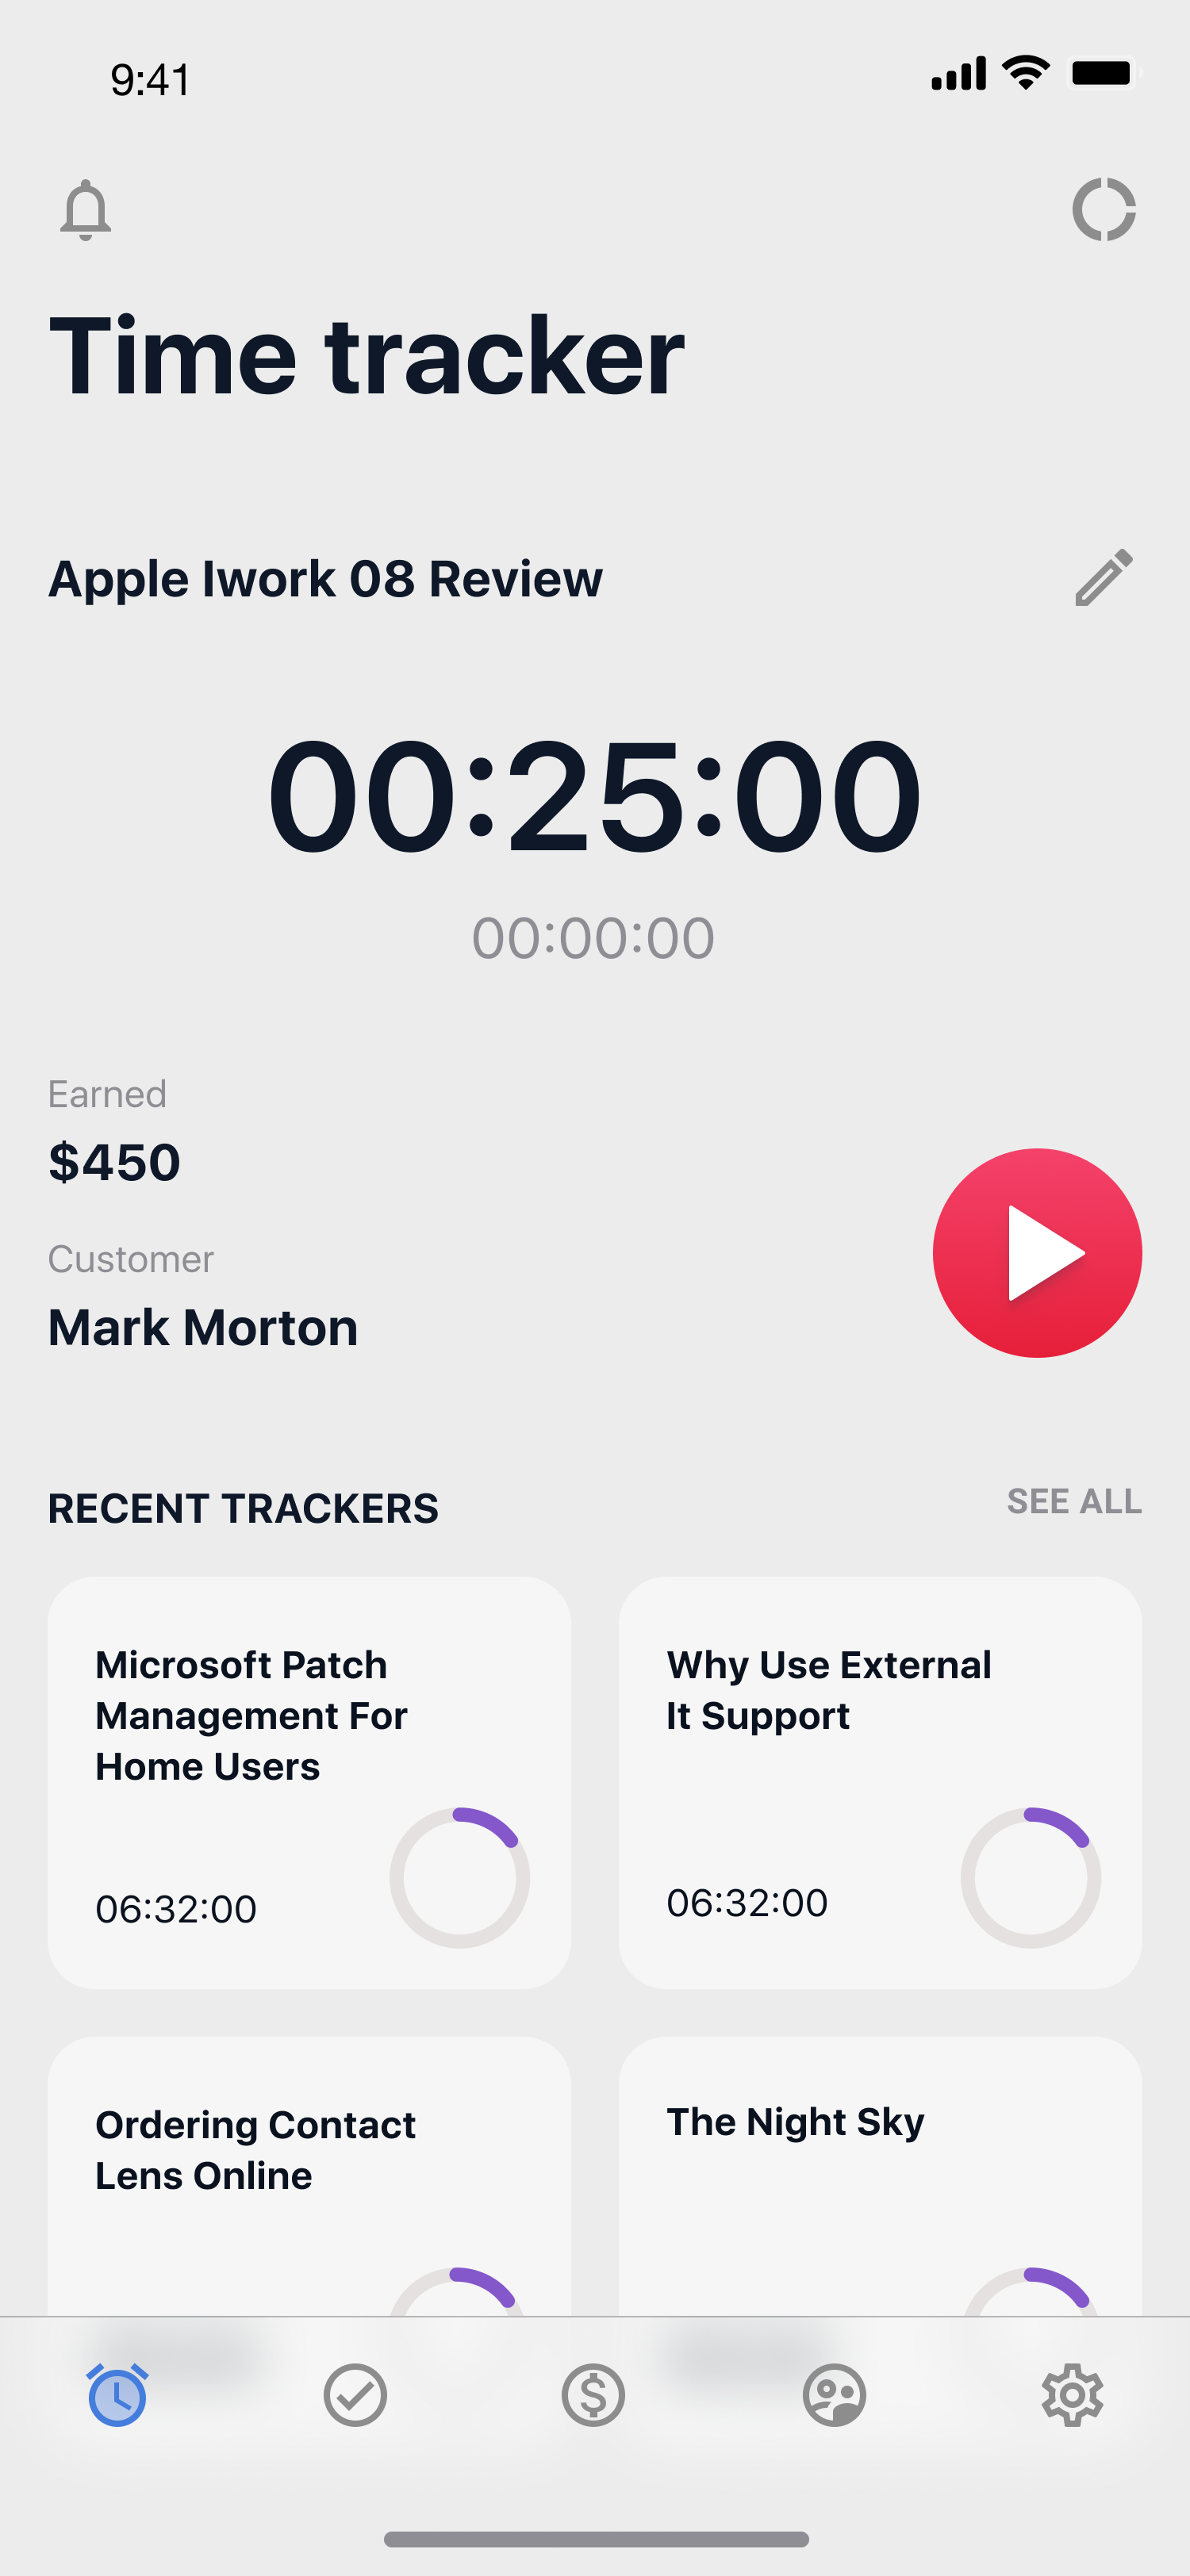 9:41
Time tracker
Apple Iwork 08 Review
00:25:00
00:00:00
Earned
$450
Customer
Mark Morton
RECENT TRACKERS
SEE ALL
Microsoft Patch
Management For
Home Users
06:32:00
Why Use External
It Support
06:32:00
Ordering Contact
Lens Online
The Night Sky